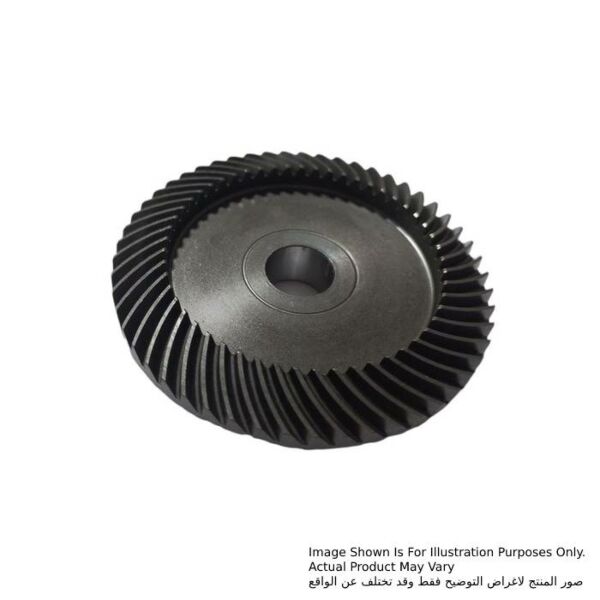 Image Shown Is For Illustration Purposes Only.
Actual Product May Vary
صور المنتج لاغراض التوضيح فقط وقد تختلف عن الواقع